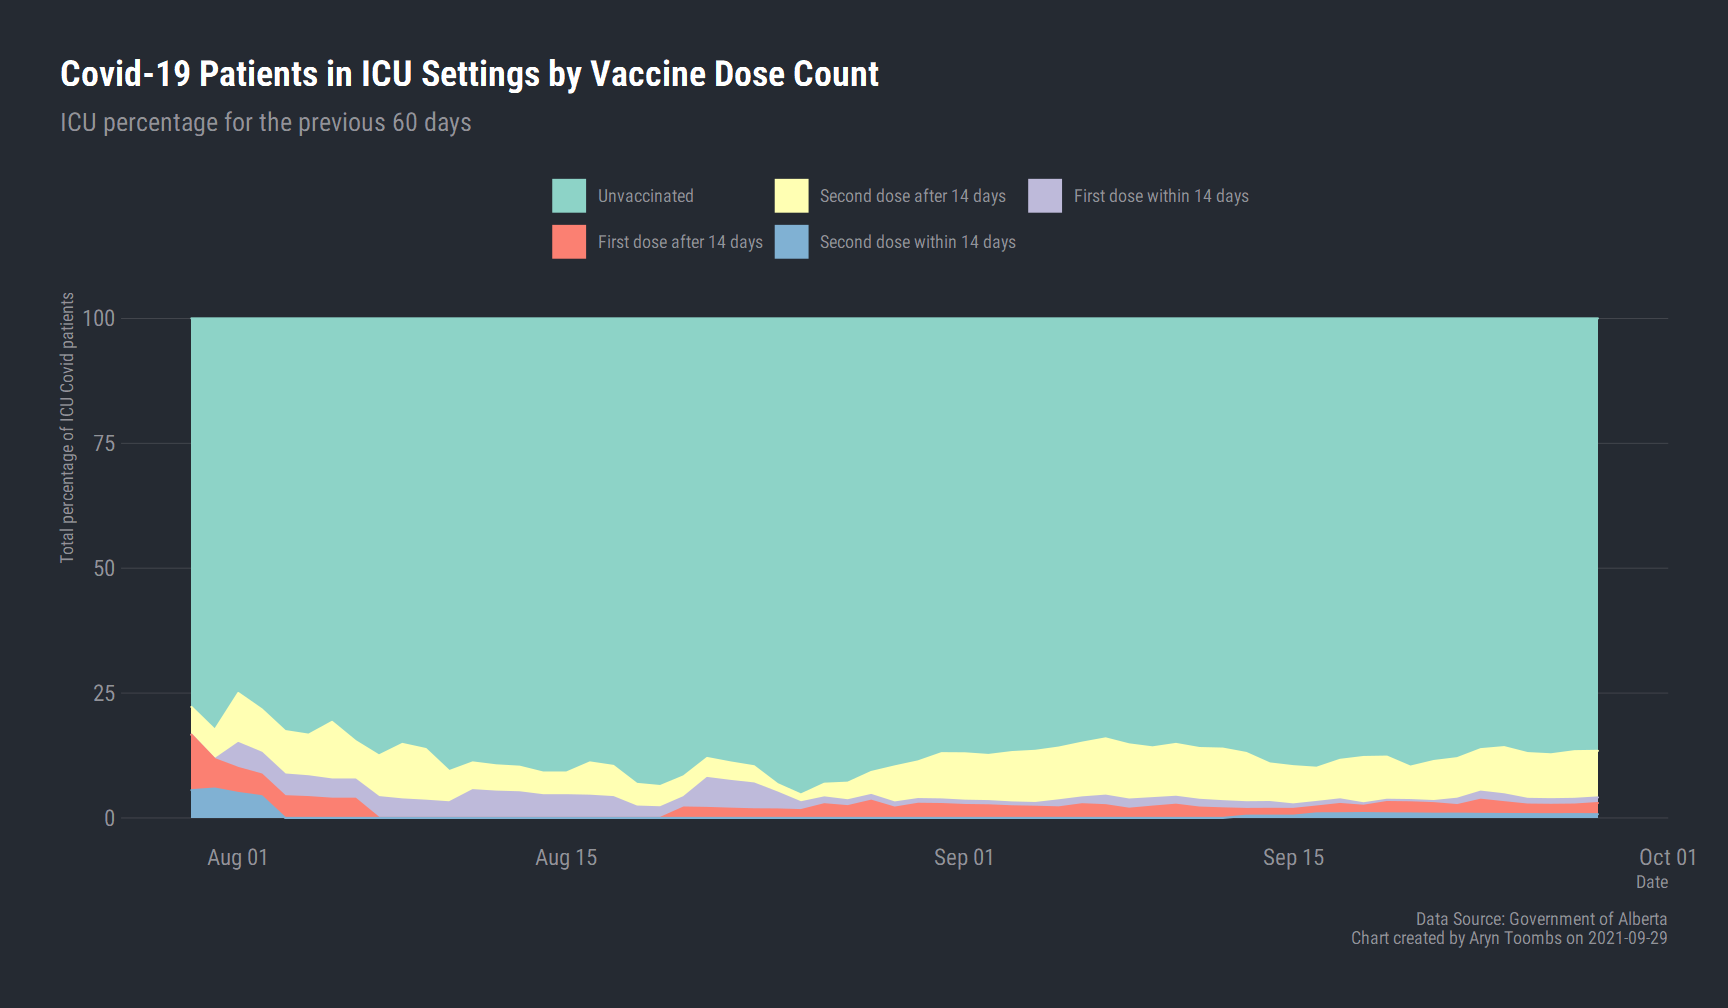 Covid-19 Patients in ICU Settings by Vaccine Dose Count
ICU percentage for the previous 60 days
Unvaccinated
Second dose after 14 days
First dose within 14 days
First dose after 14 days
Second dose within 14 days
Total percentage of ICU Covid patients
100
75
50
25
0
Aug 01
Aug 15
Sep 01
Sep 15
Oct 01
Date
Data Source: Government of Alberta
Chart created by Aryn Toombs on 2021-09-29